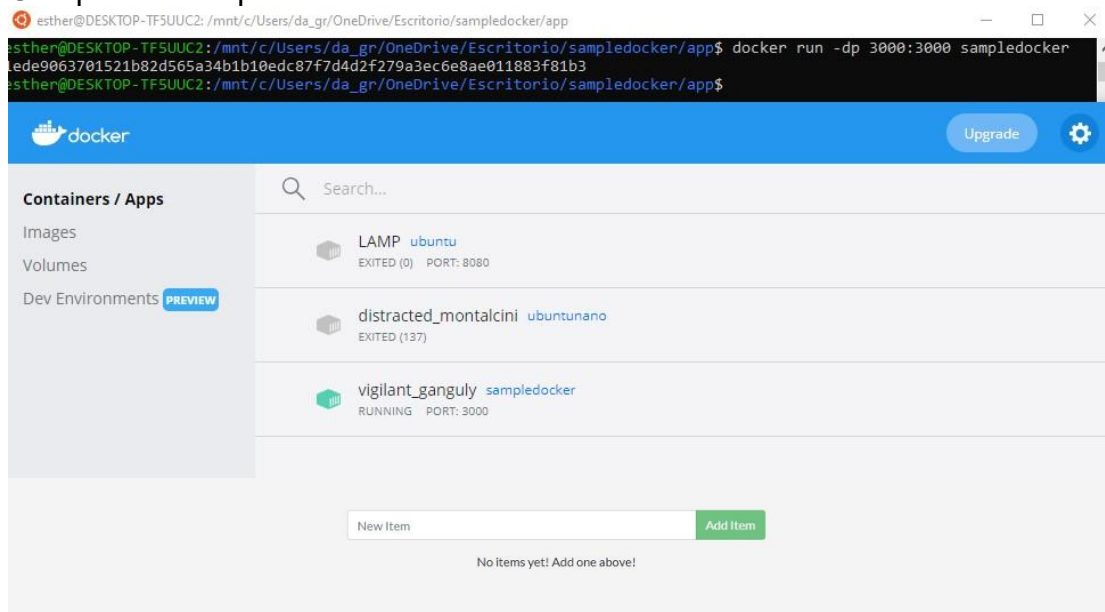 esther@DESKTOP-TF5UUC2: /mnt/c/Users/da_gr/OneDrive/Escritorio/sampledocker/app
esther@DESKTOP-TF5UUC2:/mnt/c/Users/da_gr/OneDrive/Escritorio/sampledocker/app$ docker run -dp 3000:3000 sampledocker
1ede9063701521b82d565a34b1b10edc87f7d4d2f279a3ec6e8ae011883f81b3
esther@DESKTOP-TF5UUC2:/mnt/c/Users/da_gr/OneDrive/Escritorio/sampledocker/app$
docker
Upgrade
Containers / Apps
Images
Volumes
Dev Environments PREVIEW
Search...
LAMP ubuntu
EXITED (0) PORT: 8080
distracted_montalcini ubuntunano
EXITED (137)
vigilant_ganguly sampledocker
RUNNING PORT: 3000
New Item
Add Item
No items yet! Add one above!